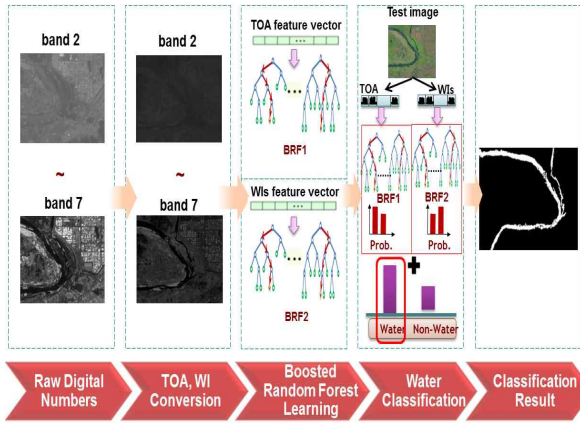 band 2
~
band 7
band 2
~
band 7
TOA feature vector
...
BRF1
WIs feature vector
...
BRF2
Test image
TOA
WIs
BRF1
BRF2
Prob.
Prob.
+
Water
Non-Water
Raw Digital
Numbers
TOA, WI
Conversion
Boosted
Random Forest
Learning
Water
Classification
Classification
Result